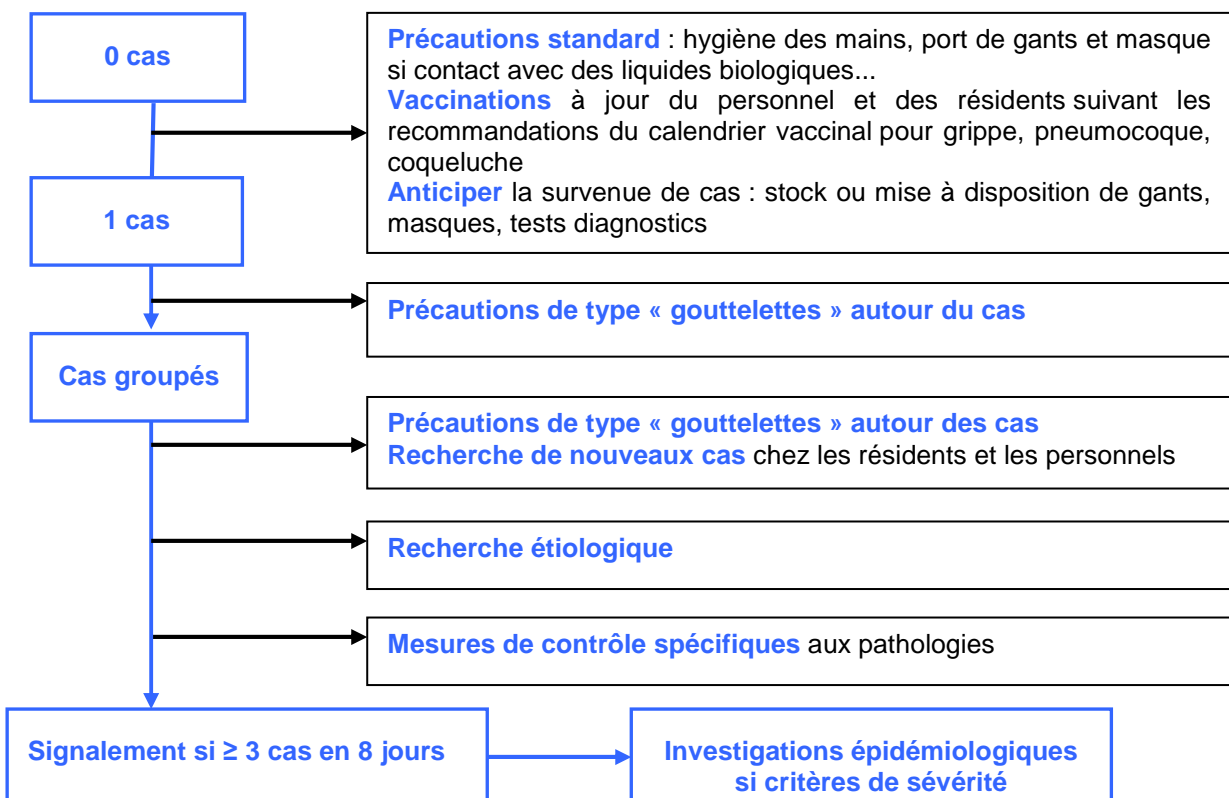 0 cas
Précautions standard : hygiène des mains, port de gants et masque
si contact avec des liquides biologiques...
Vaccinations à jour du personnel et des résidents suivant les
recommandations du calendrier vaccinal pour grippe, pneumocoque,
coqueluche
Anticiper la survenue de cas : stock ou mise à disposition de gants,
masques, tests diagnostics
1 cas
Précautions de type « gouttelettes » autour du cas
Cas groupés
Précautions de type « gouttelettes » autour des cas
Recherche de nouveaux cas chez les résidents et les personnels
Recherche étiologique
Mesures de contrôle spécifiques aux pathologies
Signalement si ≥ 3 cas en 8 jours
Investigations épidémiologiques
si critères de sévérité